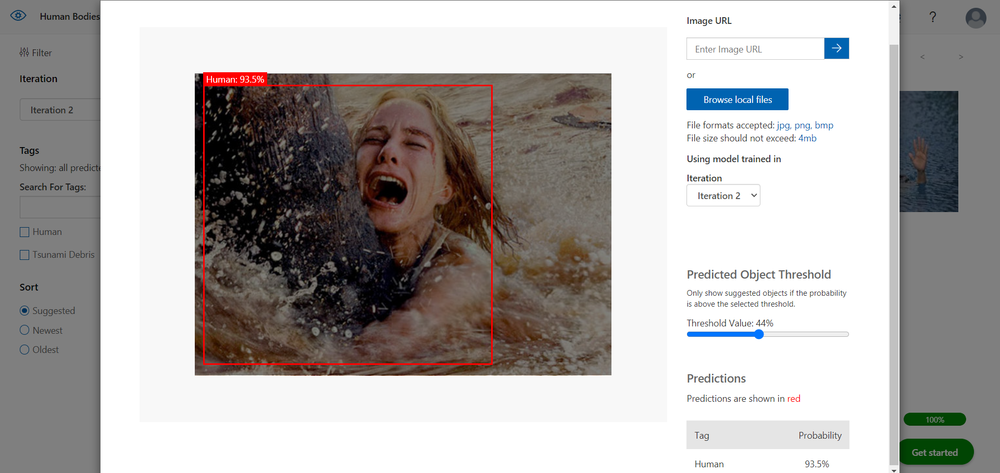 Human Bodies
?
Filter
Iteration
Iteration 2
Tags
Showing: all predicte
Search For Tags:
Human
Tsunami Debris
Sort
Suggested
Newest
Oldest
Human: 93.5%
Image URL
Enter Image URL
or
Browse local files
File formats accepted: jpg, png, bmp
File size should not exceed: 4mb
Using model trained in
Iteration
Iteration 2
Predicted Object Threshold
Only show suggested objects if the probability
is above the selected threshold.
Threshold Value: 44%
Predictions
Predictions are shown in red
Tag Probability
Human 93.5%
< >
100%
Get started